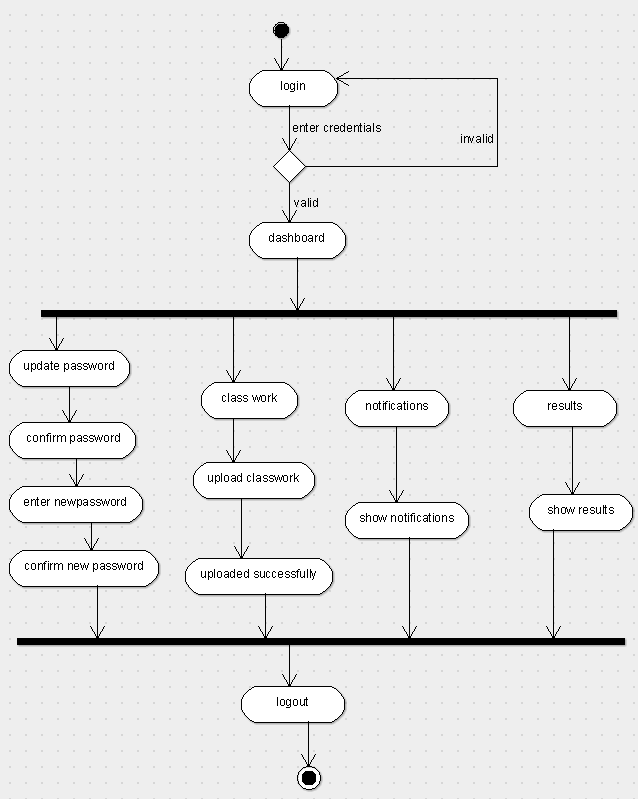 login
enter credentials
invalid
valid
dashboard
update password
confirm password
enter newpassword
confirm new password
class work
upload classwork
uploaded successfully
notifications
show notifications
results
show results
logout